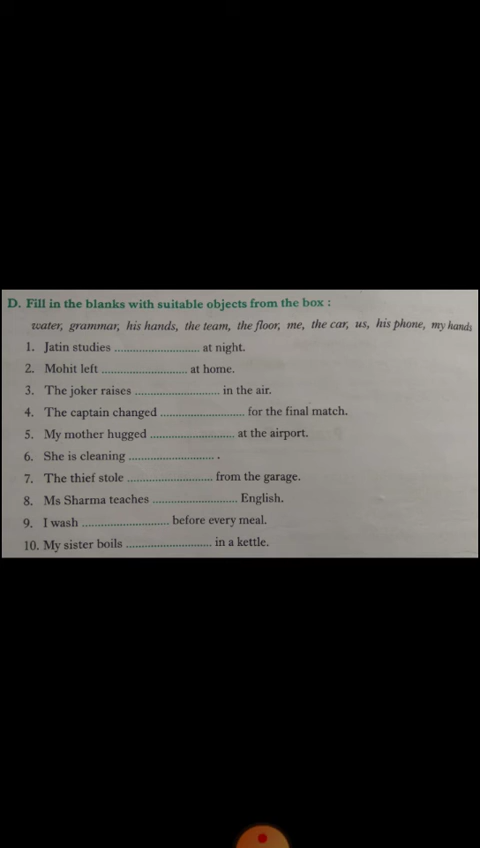 D. Fill in the blanks with suitable objects from the box :
water, grammar, his hands, the team, the floor, me, the car, us, his phone, my hands
1. Jatin studies ............................ at night.
2. Mohit left ............................ at home.
3. The joker raises ............................ in the air.
4. The captain changed ............................ for the final match.
5. My mother hugged ............................ at the airport.
6. She is cleaning ............................ .
7. The thief stole ............................ from the garage.
8. Ms Sharma teaches ............................ English.
9. I wash ............................ before every meal.
10. My sister boils ............................ in a kettle.